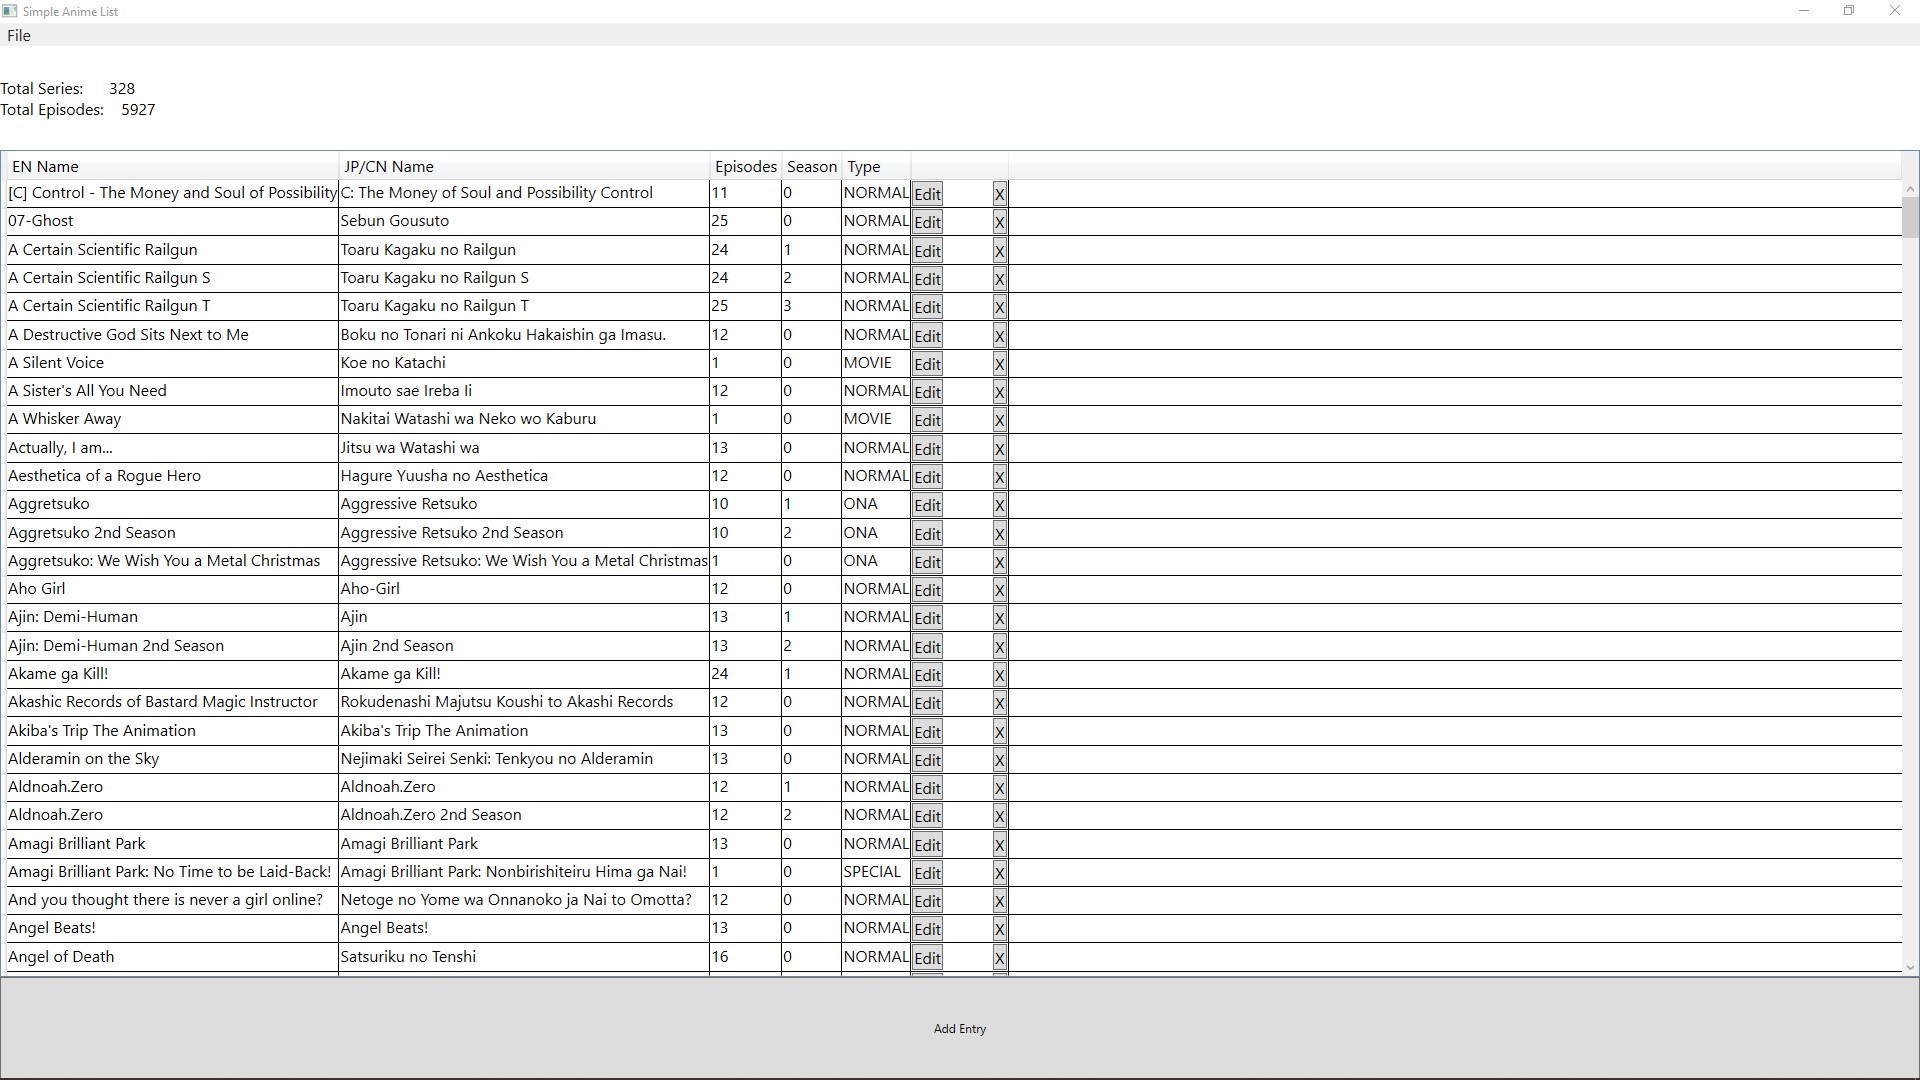 Simple Anime List
File
Total Series: 328
Total Episodes: 5927
EN Name JP/CN Name Episodes Season Type
[C] Control - The Money and Soul of Possibility C: The Money of Soul and Possibility Control 11 0 NORMAL Edit X
07-Ghost Sebun Gousuto 25 0 NORMAL Edit X
A Certain Scientific Railgun Toaru Kagaku no Railgun 24 1 NORMAL Edit X
A Certain Scientific Railgun S Toaru Kagaku no Railgun S 24 2 NORMAL Edit X
A Certain Scientific Railgun T Toaru Kagaku no Railgun T 25 3 NORMAL Edit X
A Destructive God Sits Next to Me Boku no Tonari ni Ankoku Hakaishin ga Imasu. 12 0 NORMAL Edit X
A Silent Voice Koe no Katachi 1 0 MOVIE Edit X
A Sister's All You Need Imouto sae Ireba Ii 12 0 NORMAL Edit X
A Whisker Away Nakitai Watashi wa Neko wo Kaburu 1 0 MOVIE Edit X
Actually, I am... Jitsu wa Watashi wa 13 0 NORMAL Edit X
Aesthetica of a Rogue Hero Hagure Yuusha no Aesthetica 12 0 NORMAL Edit X
Aggretsuko Aggressive Retsuko 10 1 ONA Edit X
Aggretsuko 2nd Season Aggressive Retsuko 2nd Season 10 2 ONA Edit X
Aggretsuko: We Wish You a Metal Christmas Aggressive Retsuko: We Wish You a Metal Christmas 1 0 ONA Edit X
Aho Girl Aho-Girl 12 0 NORMAL Edit X
Ajin: Demi-Human Ajin 13 1 NORMAL Edit X
Ajin: Demi-Human 2nd Season Ajin 2nd Season 13 2 NORMAL Edit X
Akame ga Kill! Akame ga Kill! 24 1 NORMAL Edit X
Akashic Records of Bastard Magic Instructor Rokudenashi Majutsu Koushi to Akashi Records 12 0 NORMAL Edit X
Akiba's Trip The Animation Akiba's Trip The Animation 13 0 NORMAL Edit X
Alderamin on the Sky Nejimaki Seirei Senki: Tenkyou no Alderamin 13 0 NORMAL Edit X
Aldnoah.Zero Aldnoah.Zero 12 1 NORMAL Edit X
Aldnoah.Zero Aldnoah.Zero 2nd Season 12 2 NORMAL Edit X
Amagi Brilliant Park Amagi Brilliant Park 13 0 NORMAL Edit X
Amagi Brilliant Park: No Time to be Laid-Back! Amagi Brilliant Park: Nonbirishiteiru Hima ga Nai! 1 0 SPECIAL Edit X
And you thought there is never a girl online? Netoge no Yome wa Onnanoko ja Nai to Omotta? 12 0 NORMAL Edit X
Angel Beats! Angel Beats! 13 0 NORMAL Edit X
Angel of Death Satsuriku no Tenshi 16 0 NORMAL Edit X
Add Entry